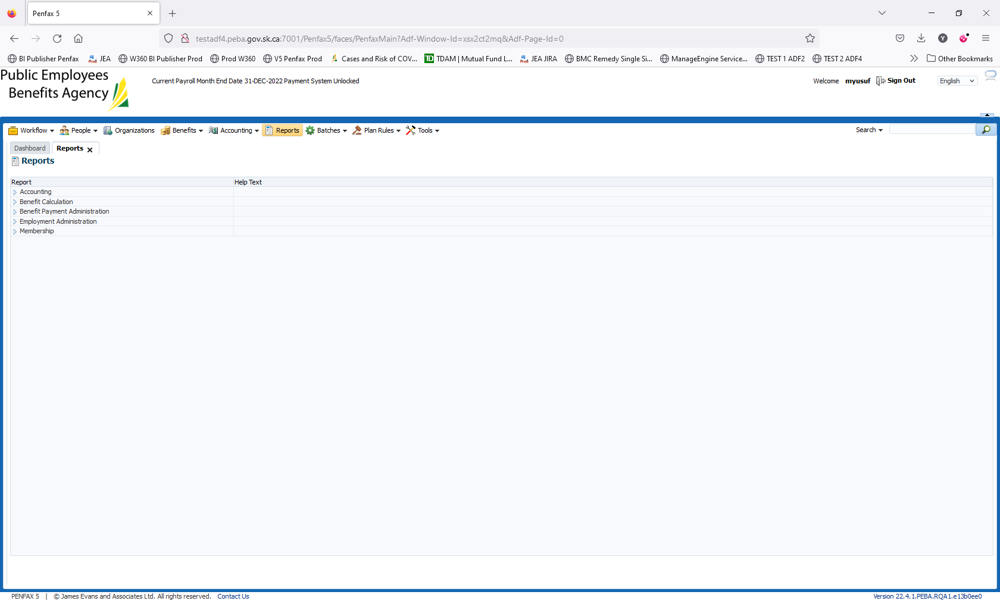 Penfax 5
testadf4.peba.gov.sk.ca:7001/Penfax5/faces/PenfaxMain?Adf-Window-Id=xsx2ct2mq&Adf-Page-Id=0
BI Publisher Penfax JEA W360 BI Publisher Prod Prod W360 V5 Penfax Prod Cases and Risk of COV... TDAM | Mutual Fund L... JEA JIRA BMC Remedy Single Si... ManageEngine Service... TEST 1 ADF2 TEST 2 ADF4 Other Bookmarks
Public Employees
Benefits Agency
Current Payroll Month End Date 31-DEC-2022 Payment System Unlocked
Welcome myusuf Sign Out English
Workflow People Organizations Benefits Accounting Reports Batches Plan Rules Tools Search
Dashboard Reports
Reports
Report Help Text
Accounting
Benefit Calculation
Benefit Payment Administration
Employment Administration
Membership
PENFAX 5 | © James Evans and Associates Ltd. All rights reserved. Contact Us Version 22.4.1.PEBA.RQA1.e13b0ee0